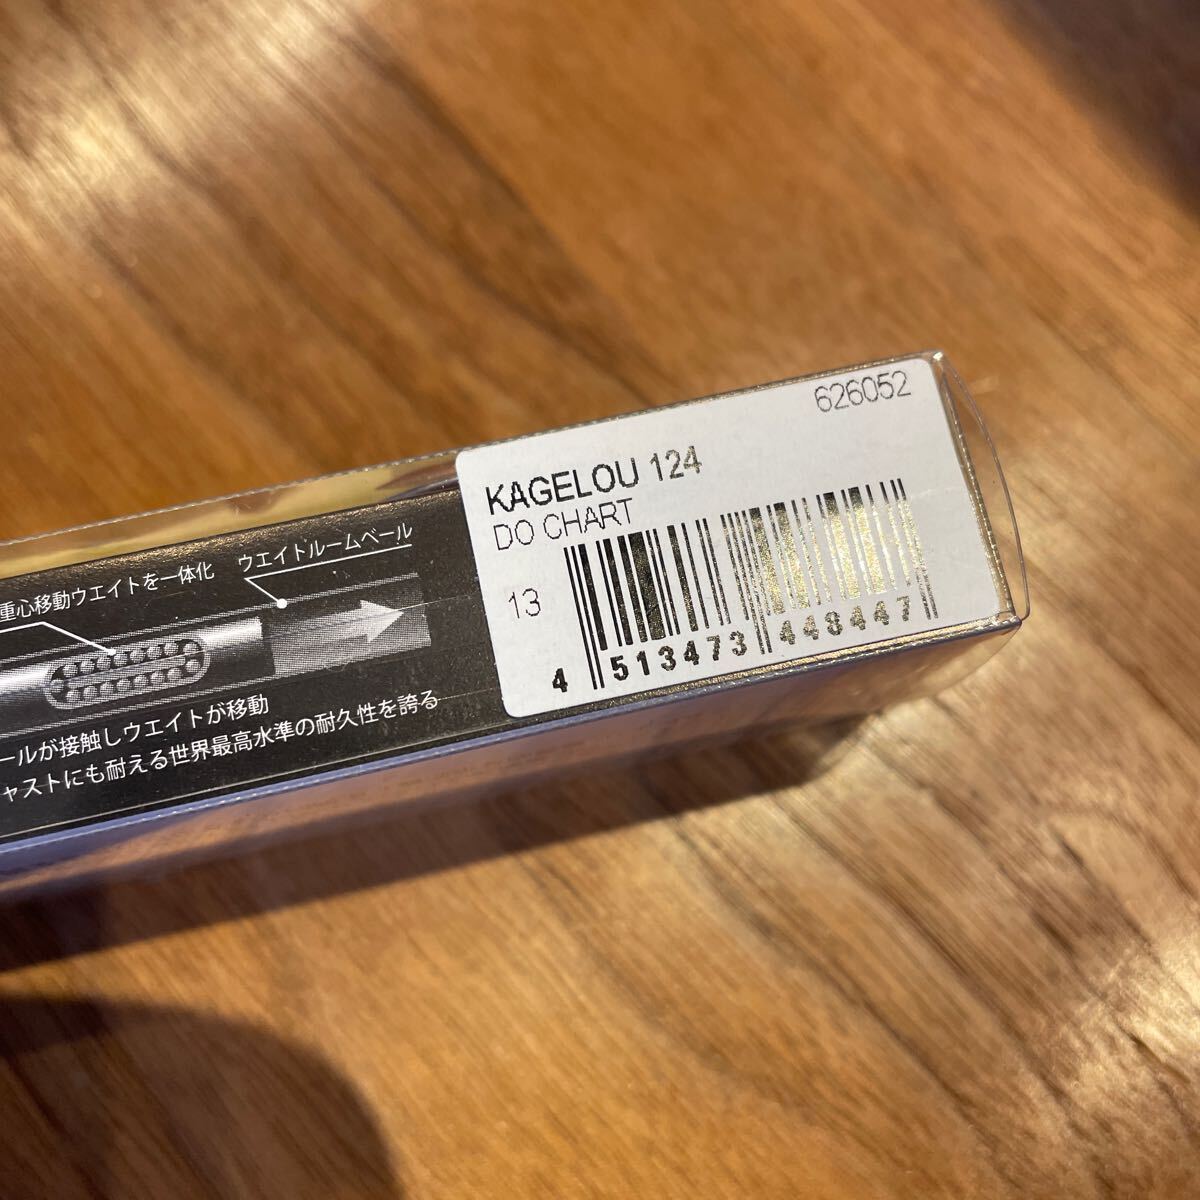 626052
KAGELOU 124
DO CHART
13
4 513473 448447
ウエイトルームベール
重心移動ウエイトを一体化
ールが接触しウエイトが移動
ャストにも耐える世界最高水準の耐久性を誇る